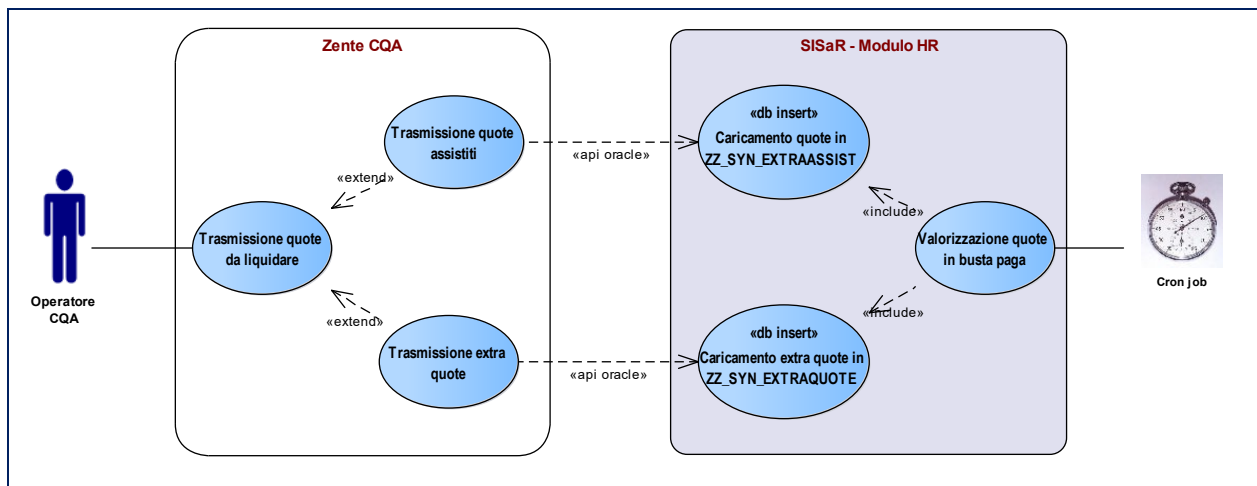 Zente CQA
SISaR - Modulo HR
Trasmissione quote
assistiti
«api oracle»
«db insert»
Caricamento quote in
ZZ_SYN_EXTRAASSIST
«extend»
«include»
Operatore
CQA
Trasmissione quote
da liquidare
Valorizzazione quote
in busta paga
Cron job
«extend»
«include»
Trasmissione extra
quote
«api oracle»
«db insert»
Caricamento extra quote in
ZZ_SYN_EXTRAQUOTE